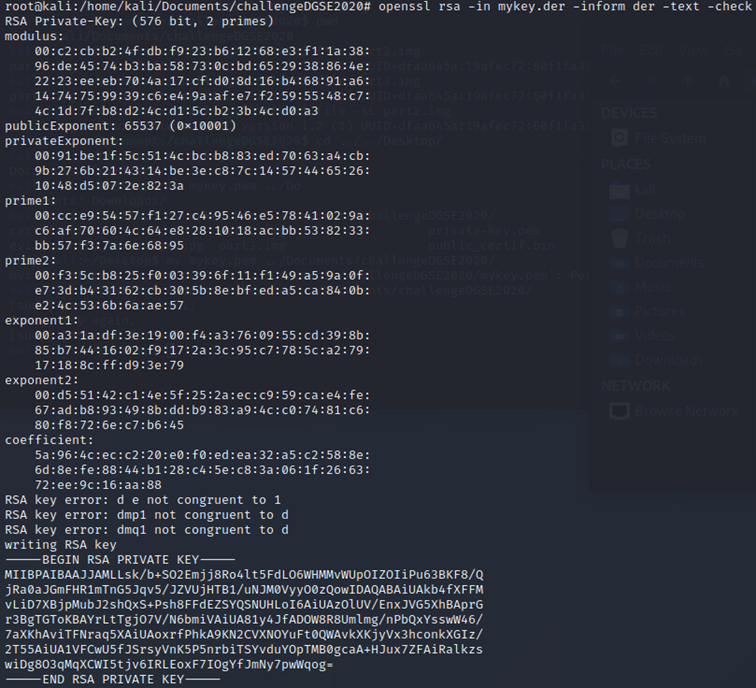 root@kali:/home/kali/Documents/challengeDGSE2020# openssl rsa -in mykey.der -inform der -text -check
RSA Private-Key: (576 bit, 2 primes)
modulus:
00:c2:cb:b2:4f:db:f9:23:b6:12:68:e3:f1:1a:38:
96:de:45:74:b3:ba:58:73:0c:bd:65:29:38:86:4e:
22:23:ee:eb:70:4a:17:cf:d0:8d:16:b4:68:91:a6:
14:74:75:99:39:c6:e4:9a:af:e7:f2:59:55:48:c7:
4c:1d:7f:b8:d2:4c:d1:5c:b2:3b:4c:d0:a3
publicExponent: 65537 (0×10001)
privateExponent:
00:91:be:1f:5c:51:4c:bc:b8:83:ed:70:63:a4:cb:
9b:27:6b:21:43:14:be:3e:c8:7c:14:57:44:65:26:
10:48:d5:07:2e:82:3a
prime1:
00:cc:e9:54:57:f1:27:c4:95:46:e5:78:41:02:9a:
c6:af:70:60:4c:64:e8:28:10:18:ac:bb:53:82:33:
bb:57:f3:7a:6e:68:95
prime2:
00:f3:5c:b8:25:f0:03:39:6f:11:f1:49:a5:9a:0f:
e7:3d:b4:31:62:cb:30:5b:8e:bf:ed:a5:ca:84:0b:
e2:4c:53:6b:6a:ae:57
exponent1:
00:a3:1a:df:3e:19:00:f4:a3:76:09:55:cd:39:8b:
85:b7:44:16:02:f9:17:2a:3c:95:c7:78:5c:a2:79:
17:18:8c:ff:d9:3e:79
exponent2:
00:d5:51:42:c1:4e:5f:25:2a:ec:c9:59:ca:e4:fe:
67:ad:b8:93:49:8b:dd:b9:83:a9:4c:c0:74:81:c6:
80:f8:72:6e:c7:b6:45
coefficient:
5a:96:4c:ec:c2:20:e0:f0:ed:ea:32:a5:c2:58:8e:
6d:8e:fe:88:44:b1:28:c4:5e:c8:3a:06:1f:26:63:
72:ee:9c:16:aa:88
RSA key error: d e not congruent to 1
RSA key error: dmp1 not congruent to d
RSA key error: dmq1 not congruent to d
writing RSA key
-----BEGIN RSA PRIVATE KEY-----
MIIBPAIBAAJJAMLLsk/b+SO2Emjj8Ro4lt5FdLO6WHMMvWUpOIZOIiPu63BKF8/Q
jRa0aJGmFHR1mTnG5Jqv5/JZVUjHTB1/uNJM0VyyO0zQowIDAQABAiUAkb4fXFFM
vLiD7XBjpMubJ2shQxS+Psh8FFdEZSYQSNUHLoI6AiUAzOlUV/EnxJVG5XhBAprG
r3BgTGToKBAYrLtTgjO7V/N6bmiVAiUA81y4JfADOW8R8Umlmg/nPbQxYsswW46/
7aXKhAviTFNraq5XAiUAoxrfPhkA9KN2CVXNOYuFt0QWAvkXKjyVx3hconkXGIz/
2T55AiUA1VFCwU5fJSrsyVnK5P5nrbiTSYvduYOpTMB0gcaA+HJux7ZFAiRalkzs
wiDg8O3qMqXCWI5tjv6IRLEoxF7IOgYfJmNy7pwWqog=
-----END RSA PRIVATE KEY-----
DEVICES
File System
PLACES
kali
Desktop
Trash
Documents
Music
Pictures
Videos
Downloads
NETWORK
Browse Network